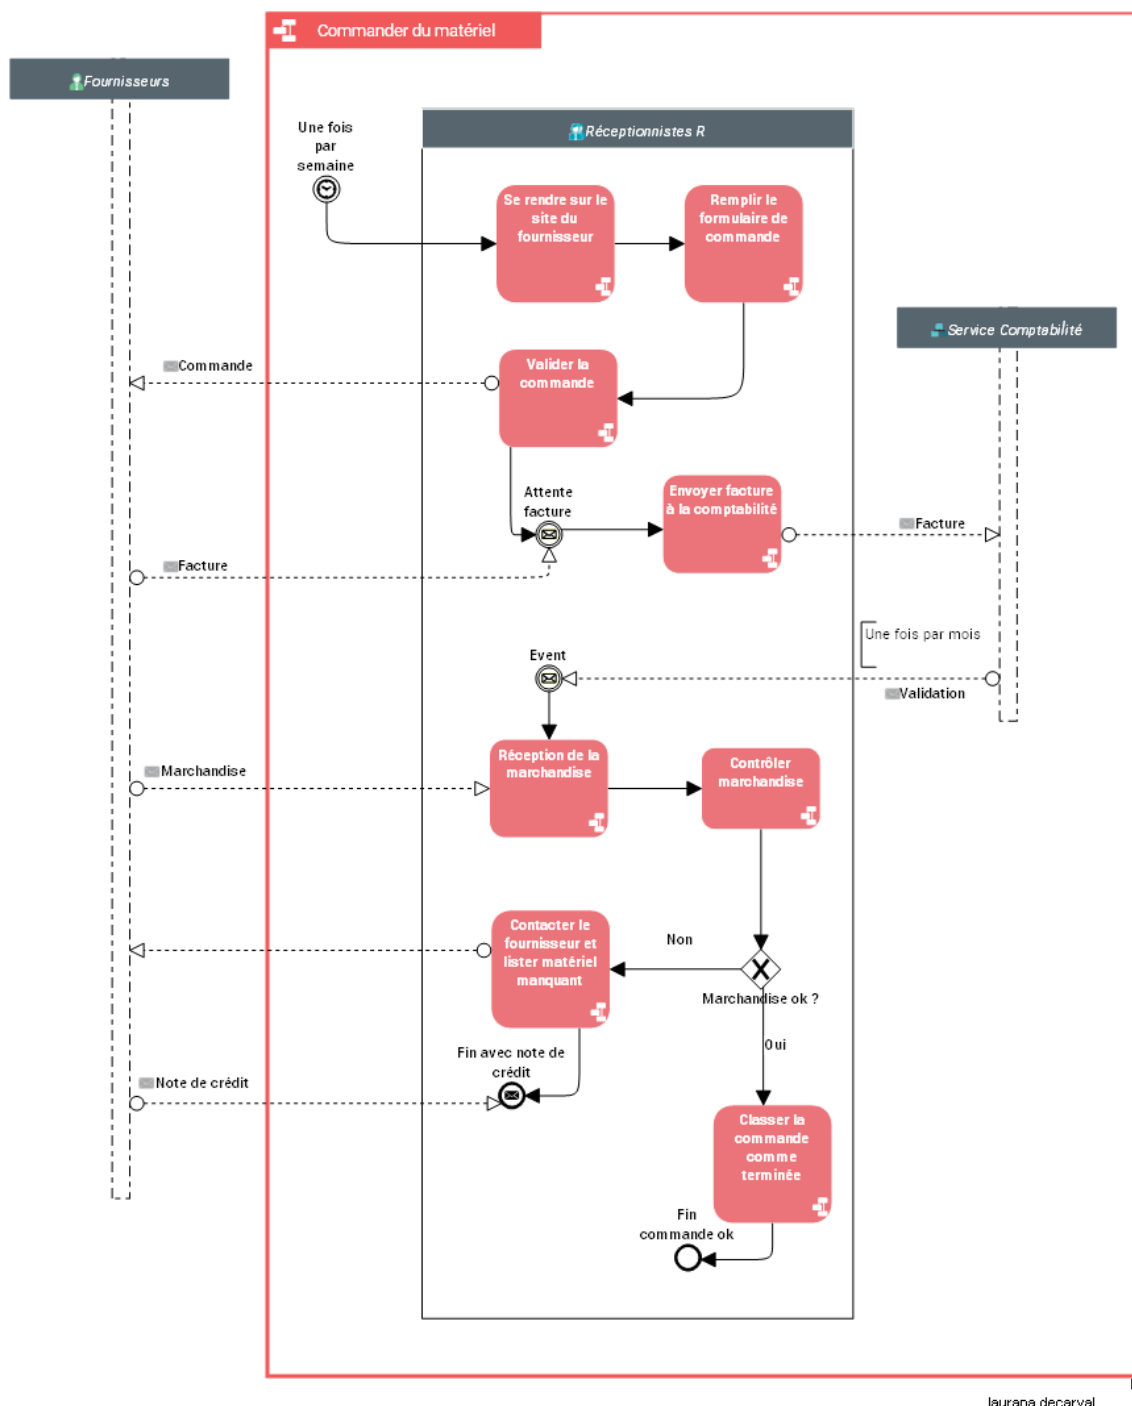 Commander du matériel
Fournisseurs
Une fois
par
semaine
Réceptionnistes R
Se rendre sur le
site du
fournisseur
Remplir le
formulaire de
commande
Service Comptabilité
Commande
Valider la
commande
Attente
facture
Envoyer facture
à la comptabilité
Facture
Facture
Une fois par mois
Event
Validation
Marchandise
Réception de la
marchandise
Contrôler
marchandise
Contacter le
fournisseur et
lister matériel
manquant
Non
Marchandise ok ?
Oui
Fin avec note de
crédit
Note de crédit
Classer la
commande
comme
terminée
Fin
commande ok
laurana decarval